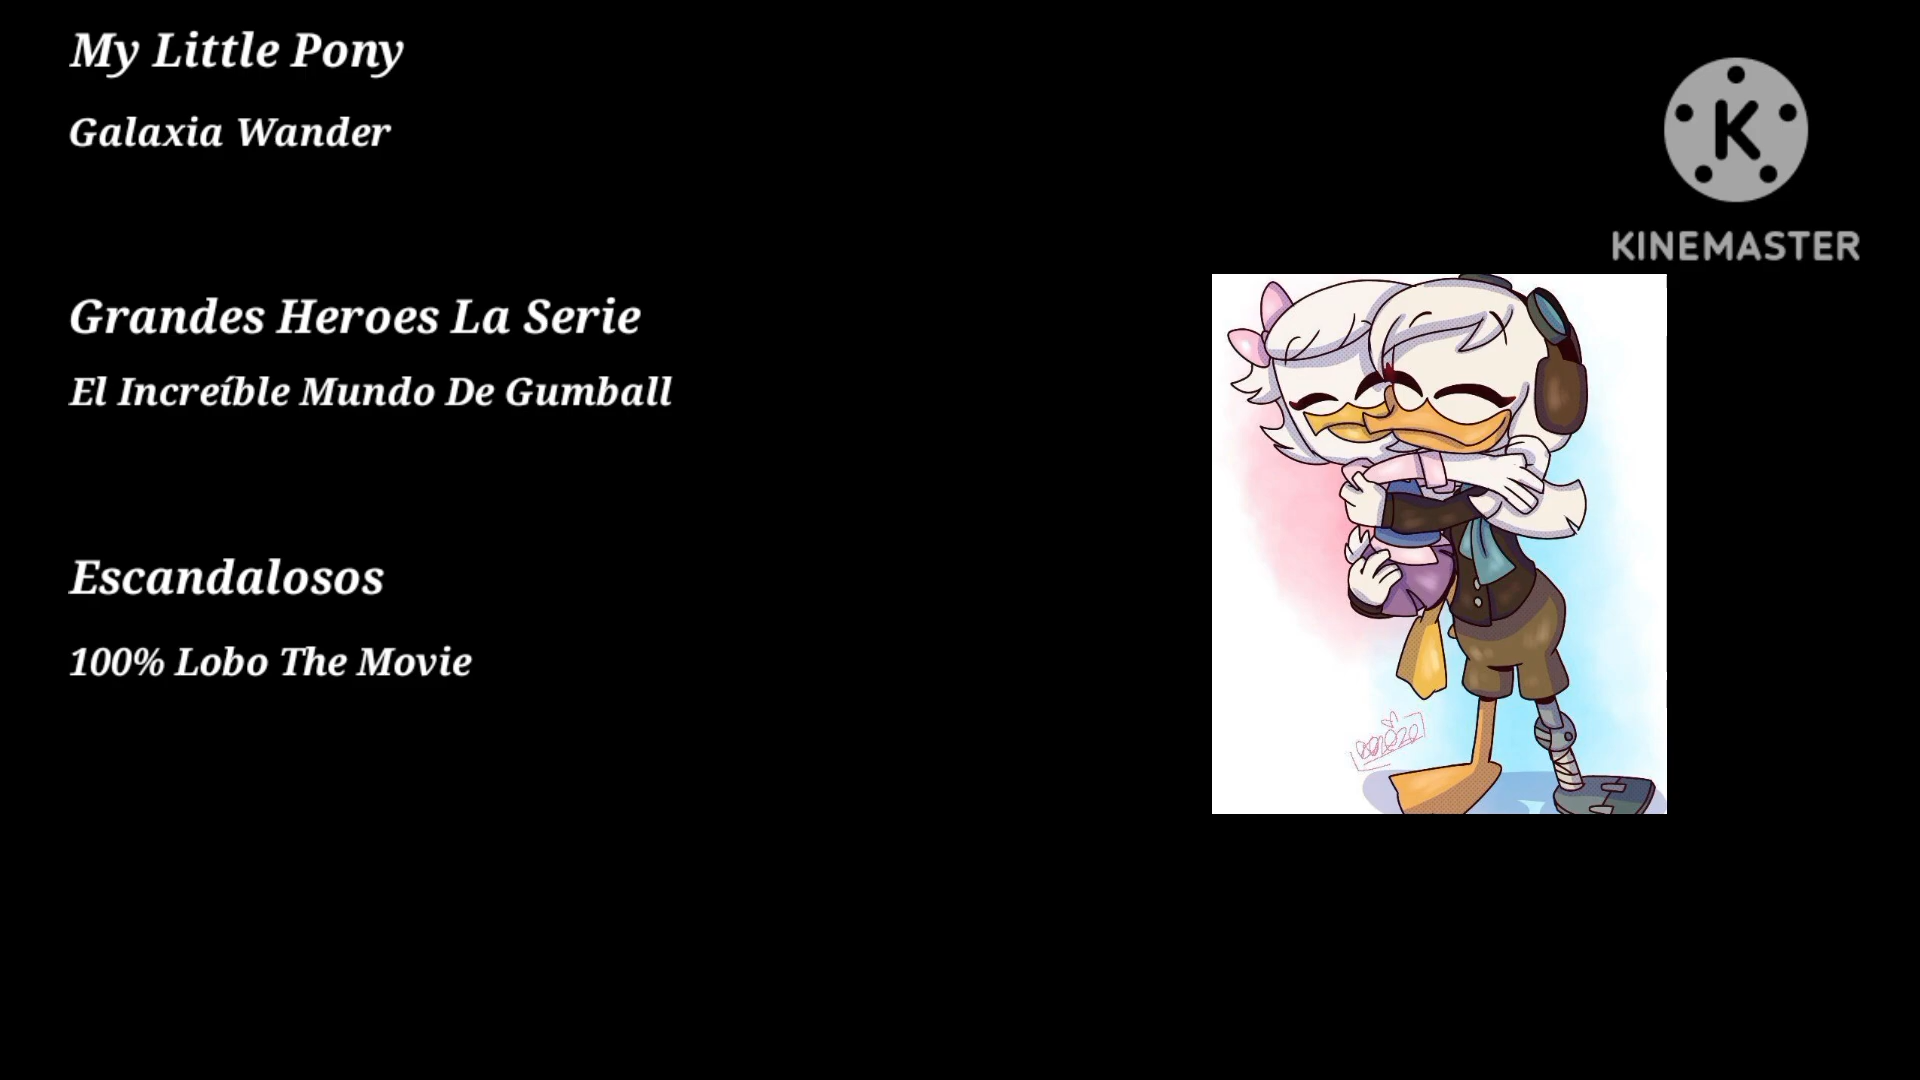 My Little Pony
Galaxia Wander
K
KINEMASTER
Grandes Heroes La Serie
El Increíble Mundo De Gumball
Escandalosos
100% Lobo The Movie